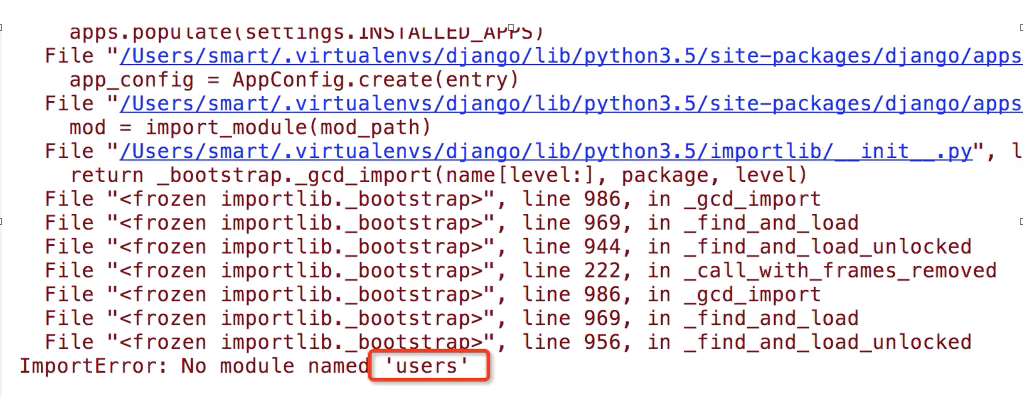 apps.populate(settings.INSTALLED_APPS)
File "/Users/smart/.virtualenvs/django/lib/python3.5/site-packages/django/apps
app_config = AppConfig.create(entry)
File "/Users/smart/.virtualenvs/django/lib/python3.5/site-packages/django/apps
mod = import_module(mod_path)
File "/Users/smart/.virtualenvs/django/lib/python3.5/importlib/__init__.py", l
return _bootstrap._gcd_import(name[level:], package, level)
File "<frozen importlib._bootstrap>", line 986, in _gcd_import
File "<frozen importlib._bootstrap>", line 969, in _find_and_load
File "<frozen importlib._bootstrap>", line 944, in _find_and_load_unlocked
File "<frozen importlib._bootstrap>", line 222, in _call_with_frames_removed
File "<frozen importlib._bootstrap>", line 986, in _gcd_import
File "<frozen importlib._bootstrap>", line 969, in _find_and_load
File "<frozen importlib._bootstrap>", line 956, in _find_and_load_unlocked
ImportError: No module named 'users'